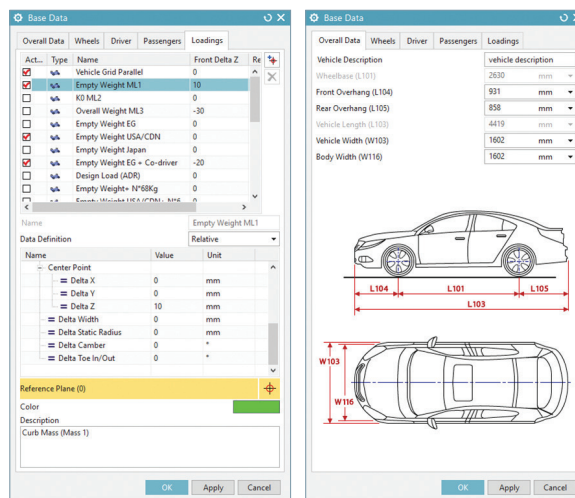 Base Data
Overall Data Wheels Driver Passengers Loadings
Act... Type Name Front Delta Z Re
Vehicle Grid Parallel 0
Empty Weight ML1 10
K0 ML2 0
Overall Weight ML3 -30
Empty Weight EG 0
Empty Weight USA/CDN 0
Empty Weight Japan 0
Empty Weight EG + Co-driver -20
Design Load (ADR) 0
Empty Weight+ N*68Kg 0
Name Empty Weight ML1
Data Definition Relative
Name Value Unit
Center Point
Delta X 0 mm
Delta Y 0 mm
Delta Z 10 mm
Delta Width 0 mm
Delta Static Radius 0 mm
Delta Camber 0 °
Delta Toe In/Out 0 °
Reference Plane (0)
Color
Description
Curb Mass (Mass 1)
OK Apply Cancel
Base Data
Overall Data Wheels Driver Passengers Loadings
Vehicle Description vehicle description
Wheelbase (L101) 2630 mm
Front Overhang (L104) 931 mm
Rear Overhang (L105) 858 mm
Vehicle Length (L103) 4419 mm
Vehicle Width (W103) 1602 mm
Body Width (W116) 1602 mm
L104 L101 L105
L103
W103
W116
OK Apply Cancel